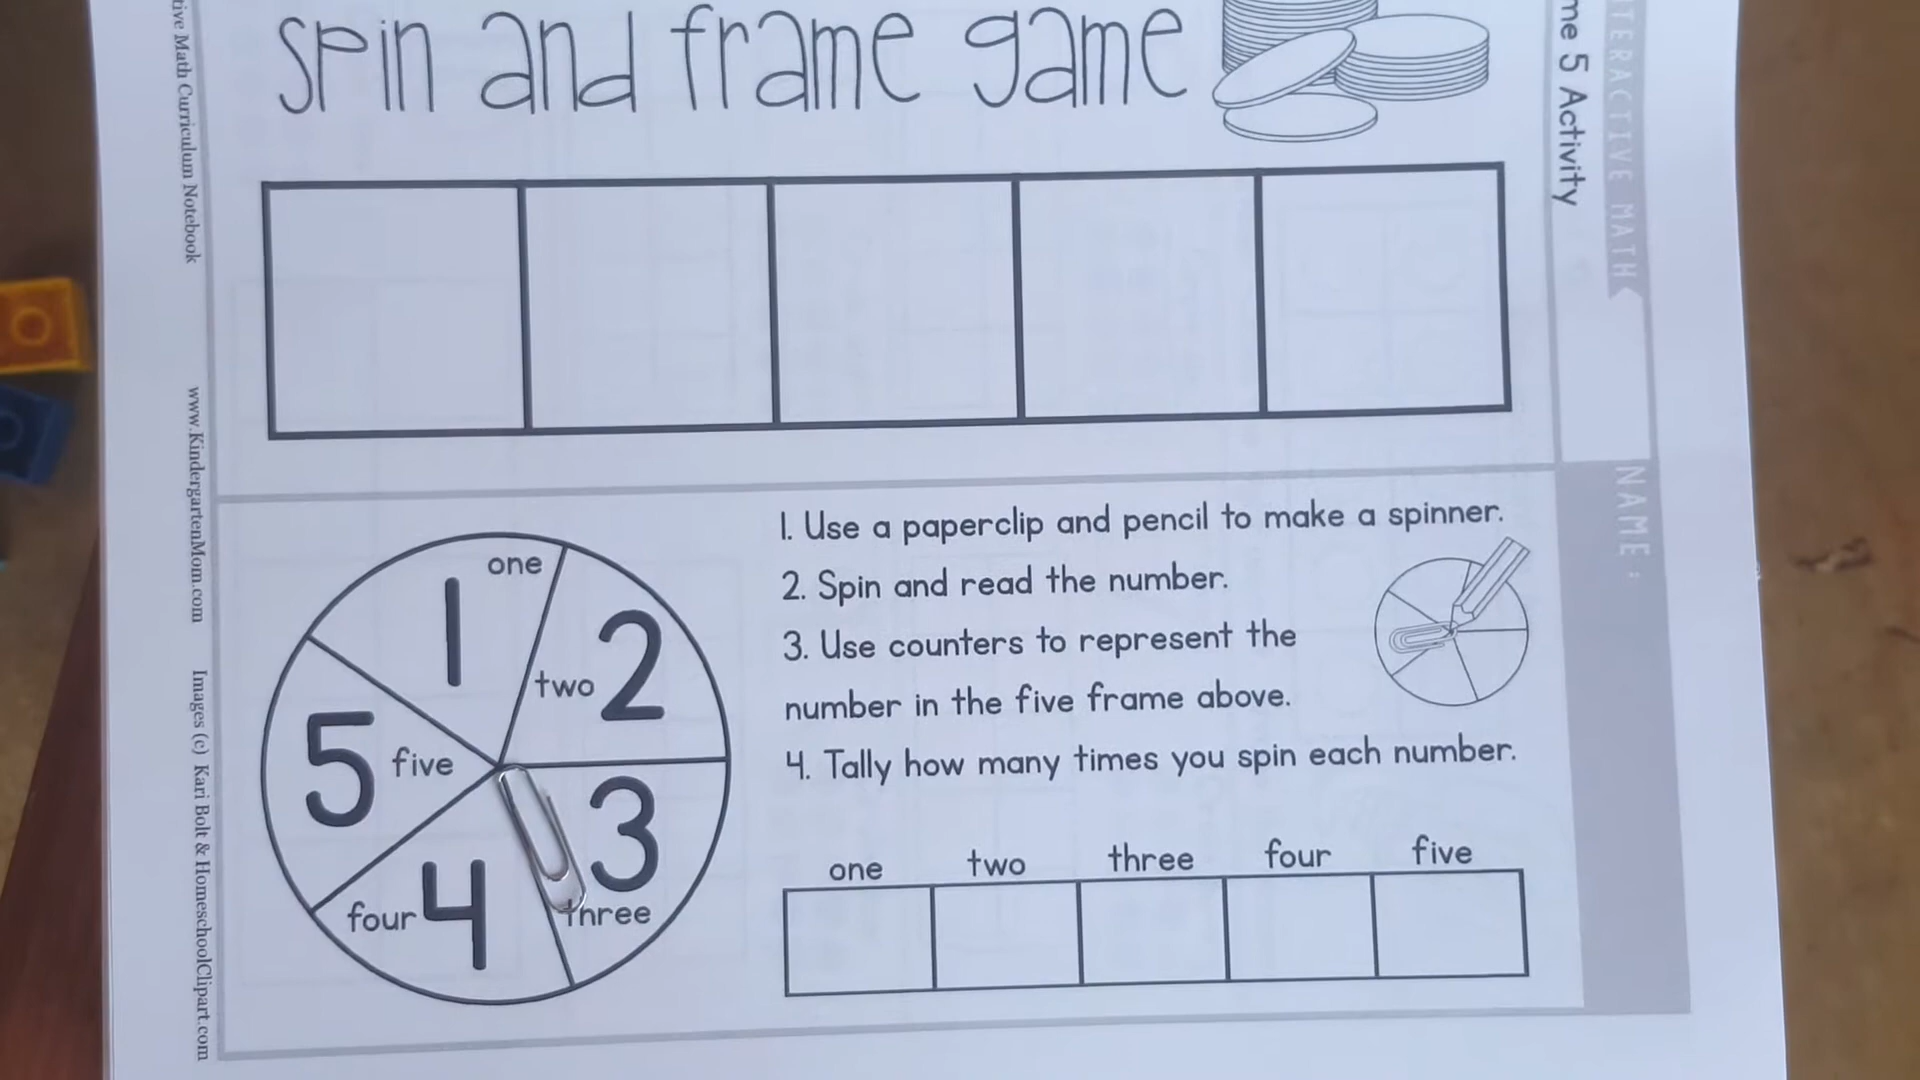 spin and frame game
1. Use a paperclip and pencil to make a spinner.
2. Spin and read the number.
3. Use counters to represent the
number in the five frame above.
4. Tally how many times you spin each number.
one
1
two 2
3
three
four 4
5 five
one two three four five
Math Curriculum Notebook
www.KindergartenMom.com
Images (c) Kari Bolt & HomeschoolClipart.com
5 Activity
MATH
NAME: